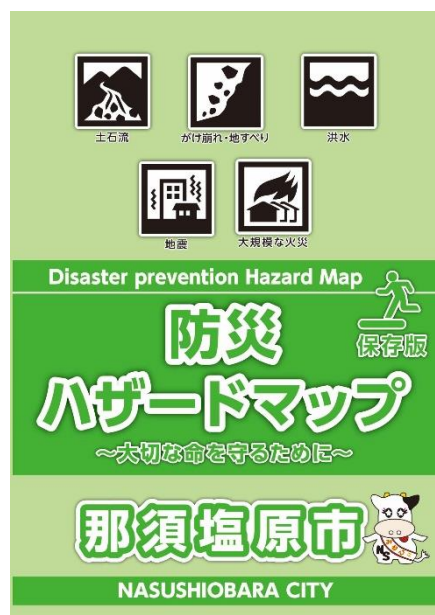 土石流
がけ崩れ・地すべり
洪水
地震
大規模な火災
Disaster prevention Hazard Map
防災
保存版
ハザードマップ
~大切な命を守るために~
那須塩原市
NS
NASUSHIOBARA CITY